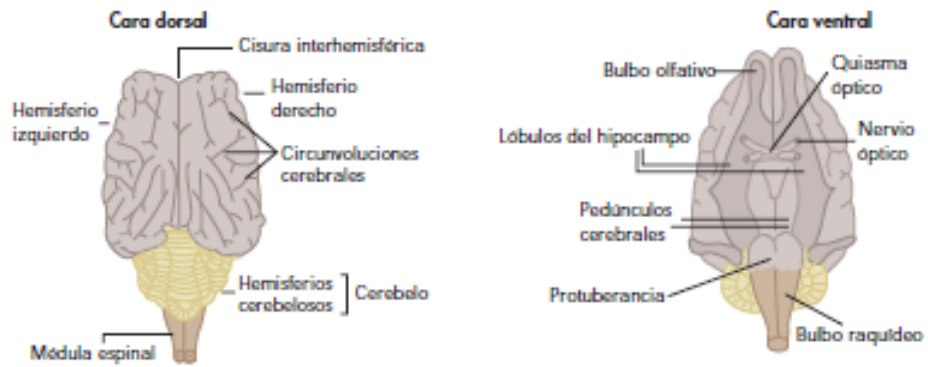 Cara dorsal
Cisura interhemisférica
Hemisferio
derecho
Hemisferio
izquierdo
Circunvoluciones
cerebrales
Hemisferios
cerebelosos
Cerebelo
Médula espinal
Cara ventral
Bulbo olfativo
Quiasma
óptico
Lóbulos del hipocampo
Nervio
óptico
Pedúnculos
cerebrales
Protuberancia
Bulbo raquídeo